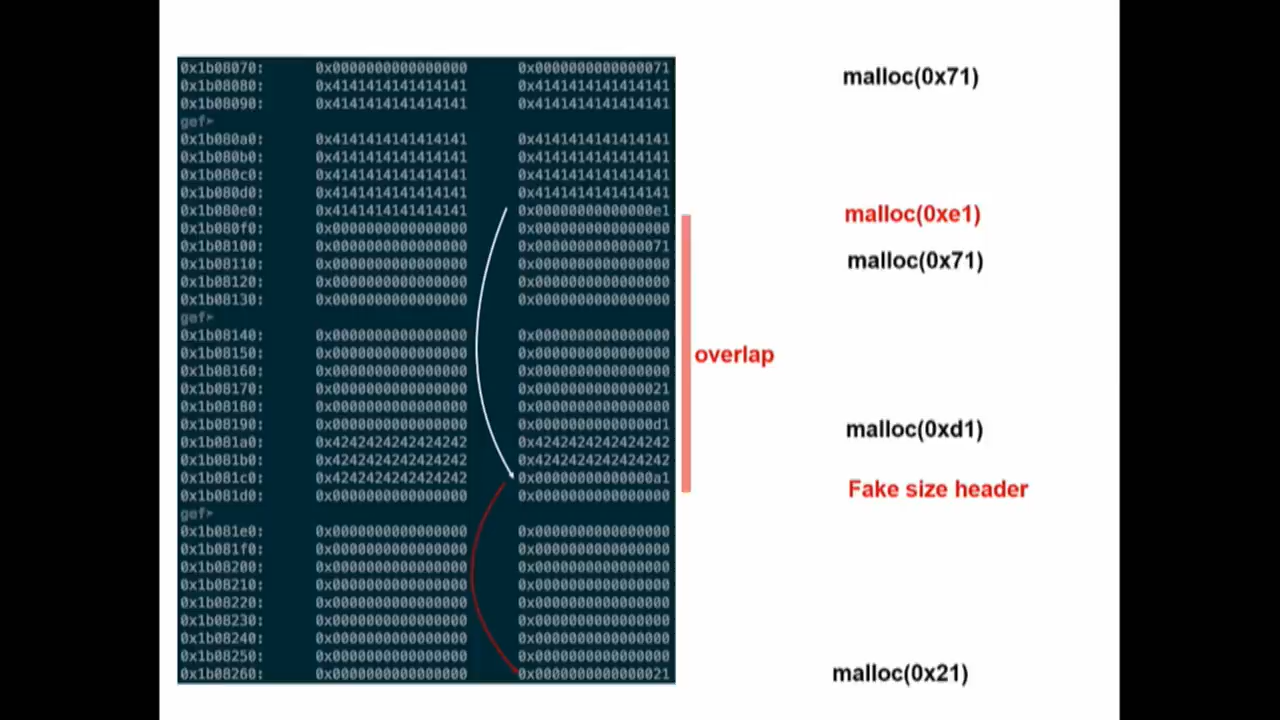 0x1b08070: 0x0000000000000000 0x0000000000000071
malloc(0x71)
0x1b08080: 0x4141414141414141 0x4141414141414141
0x1b08090: 0x4141414141414141 0x4141414141414141
gef>
0x1b080a0: 0x4141414141414141 0x4141414141414141
0x1b080b0: 0x4141414141414141 0x4141414141414141
0x1b080c0: 0x4141414141414141 0x4141414141414141
0x1b080d0: 0x4141414141414141 0x4141414141414141
0x1b080e0: 0x4141414141414141 0x00000000000000e1
malloc(0xe1)
0x1b080f0: 0x0000000000000000 0x0000000000000000
0x1b08100: 0x0000000000000000 0x0000000000000071
malloc(0x71)
0x1b08110: 0x0000000000000000 0x0000000000000000
0x1b08120: 0x0000000000000000 0x0000000000000000
0x1b08130: 0x0000000000000000 0x0000000000000000
gef>
0x1b08140: 0x0000000000000000 0x0000000000000000
0x1b08150: 0x0000000000000000 0x0000000000000000
overlap
0x1b08160: 0x0000000000000000 0x0000000000000000
0x1b08170: 0x0000000000000000 0x0000000000000021
0x1b08180: 0x0000000000000000 0x0000000000000000
0x1b08190: 0x0000000000000000 0x00000000000000d1
malloc(0xd1)
0x1b081a0: 0x4242424242424242 0x4242424242424242
0x1b081b0: 0x4242424242424242 0x4242424242424242
0x1b081c0: 0x4242424242424242 0x00000000000000a1
Fake size header
0x1b081d0: 0x0000000000000000 0x0000000000000000
gef>
0x1b081e0: 0x0000000000000000 0x0000000000000000
0x1b081f0: 0x0000000000000000 0x0000000000000000
0x1b08200: 0x0000000000000000 0x0000000000000000
0x1b08210: 0x0000000000000000 0x0000000000000000
0x1b08220: 0x0000000000000000 0x0000000000000000
0x1b08230: 0x0000000000000000 0x0000000000000000
0x1b08240: 0x0000000000000000 0x0000000000000000
0x1b08250: 0x0000000000000000 0x0000000000000000
0x1b08260: 0x0000000000000000 0x0000000000000021
malloc(0x21)